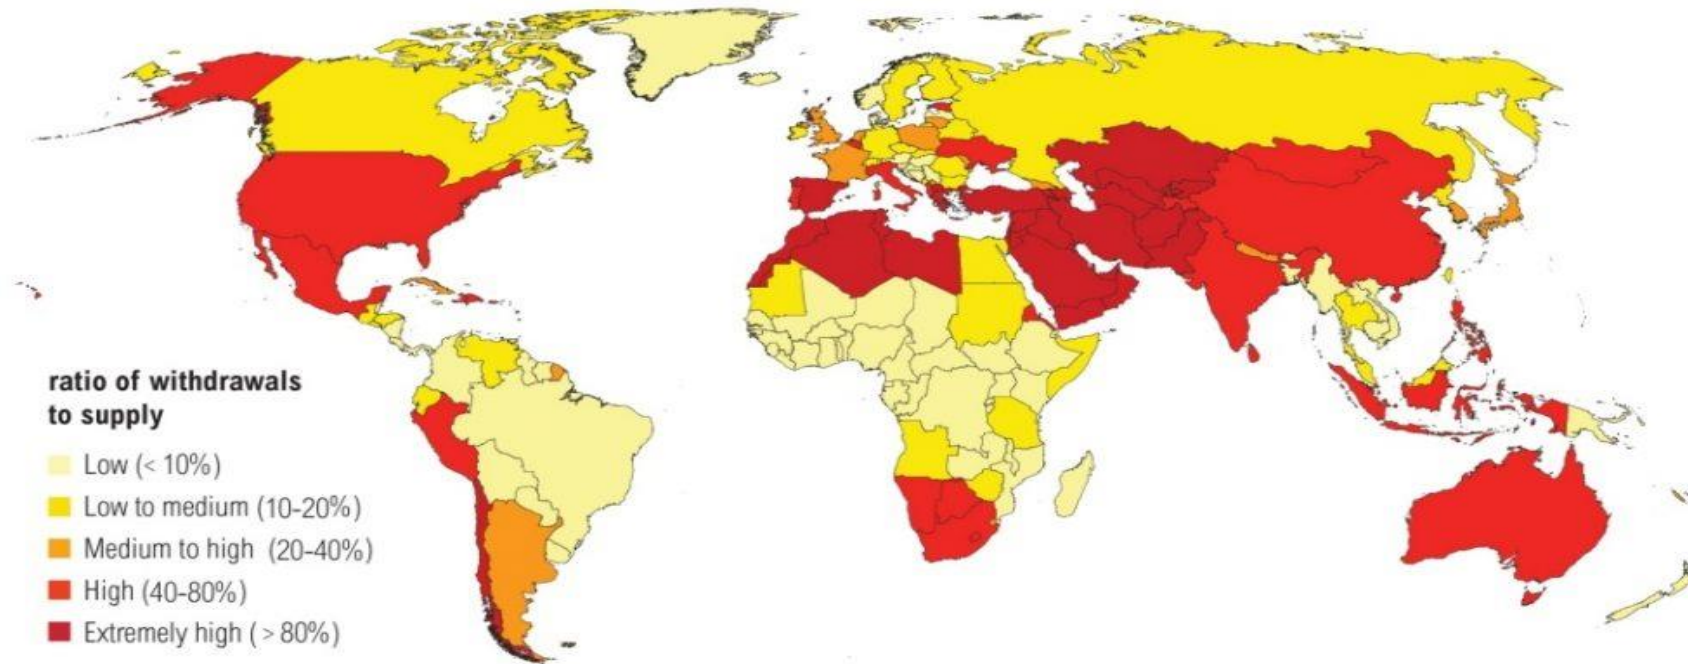 ratio of withdrawals
to supply
Low (< 10%)
Low to medium (10-20%)
Medium to high (20-40%)
High (40-80%)
Extremely high ( > 80%)